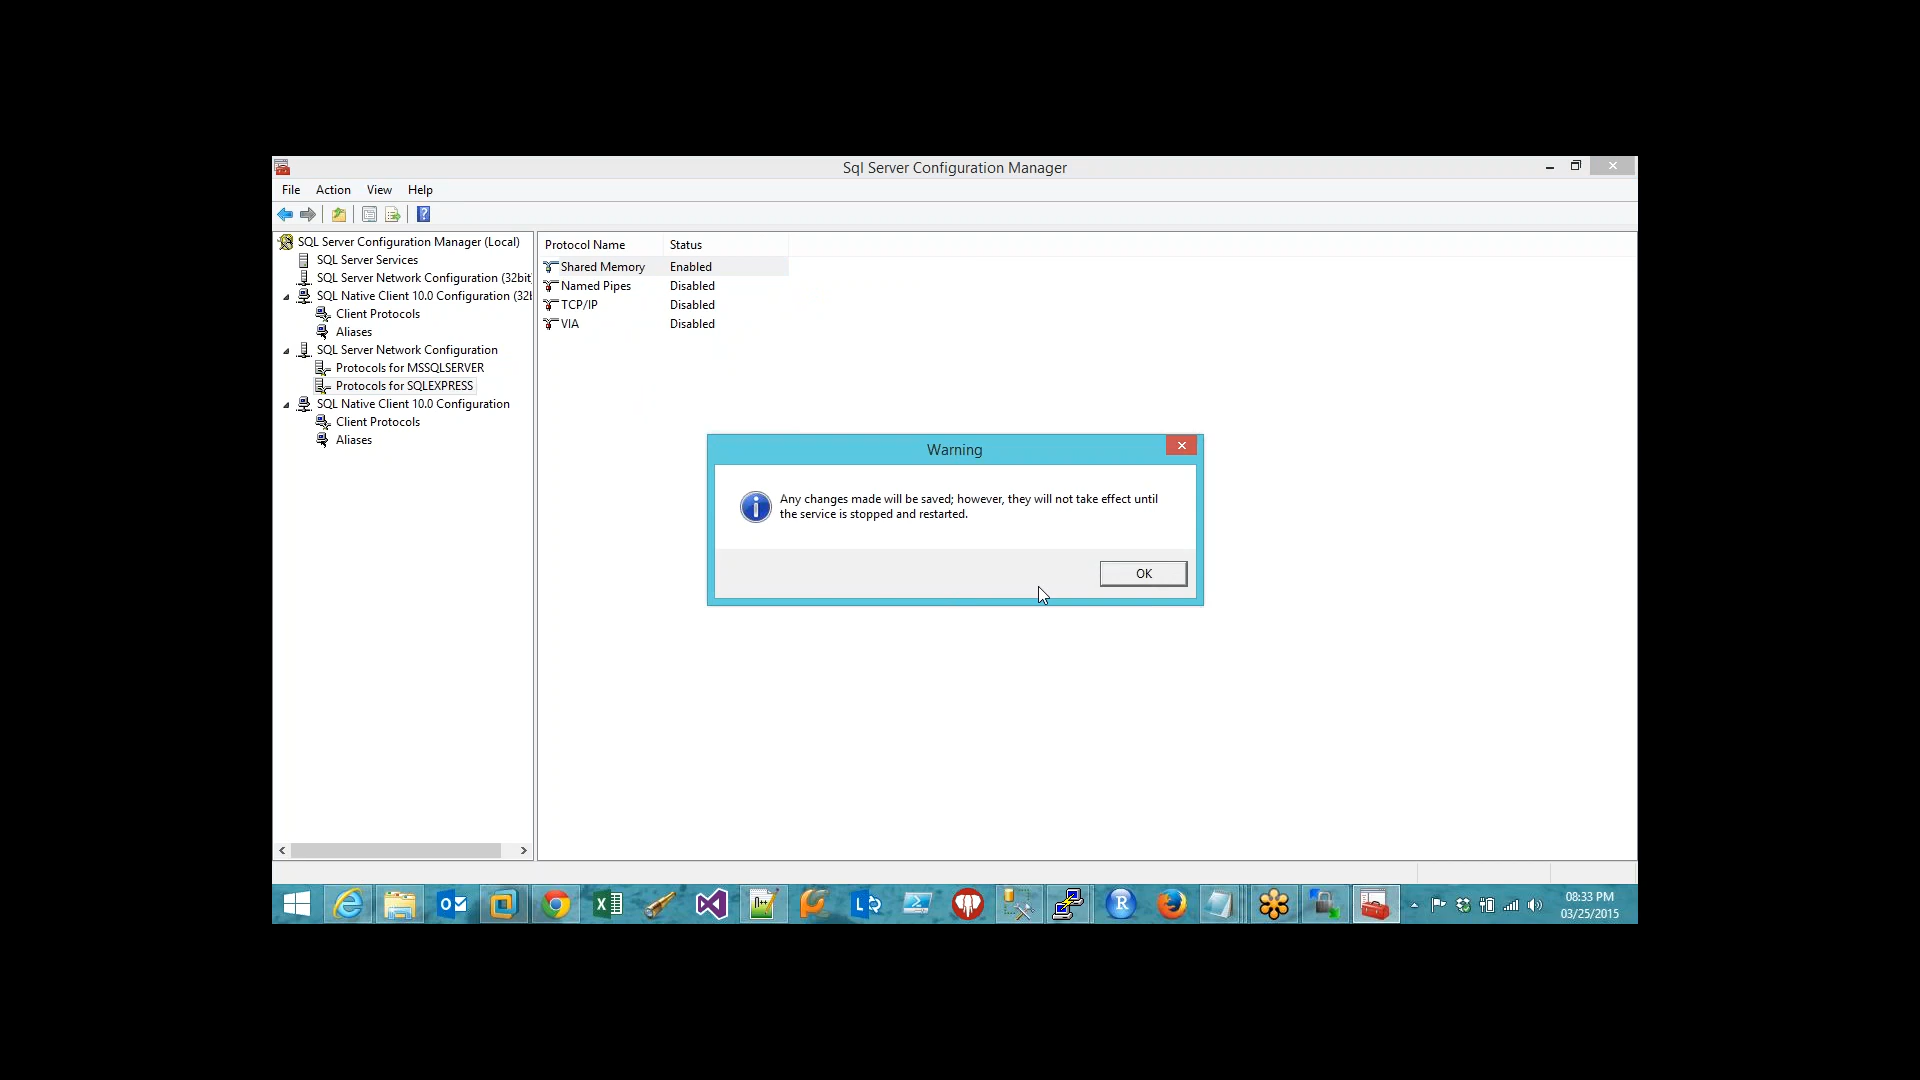 Sql Server Configuration Manager
File Action View Help
SQL Server Configuration Manager (Local)
SQL Server Services
SQL Server Network Configuration (32bit
SQL Native Client 10.0 Configuration (32b
Client Protocols
Aliases
SQL Server Network Configuration
Protocols for MSSQLSERVER
Protocols for SQLEXPRESS
SQL Native Client 10.0 Configuration
Client Protocols
Aliases
Protocol Name Status
Shared Memory Enabled
Named Pipes Disabled
TCP/IP Disabled
VIA Disabled
Warning
Any changes made will be saved; however, they will not take effect until
the service is stopped and restarted.
OK
08:33 PM
03/25/2015